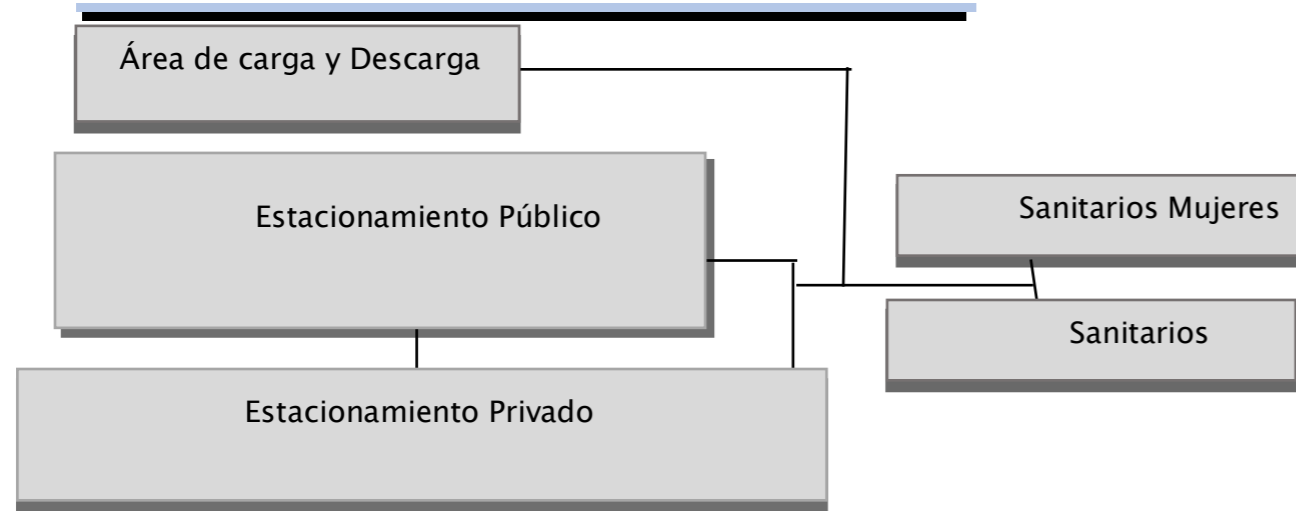 Área de carga y Descarga
Estacionamiento Público
Sanitarios Mujeres
Sanitarios
Estacionamiento Privado